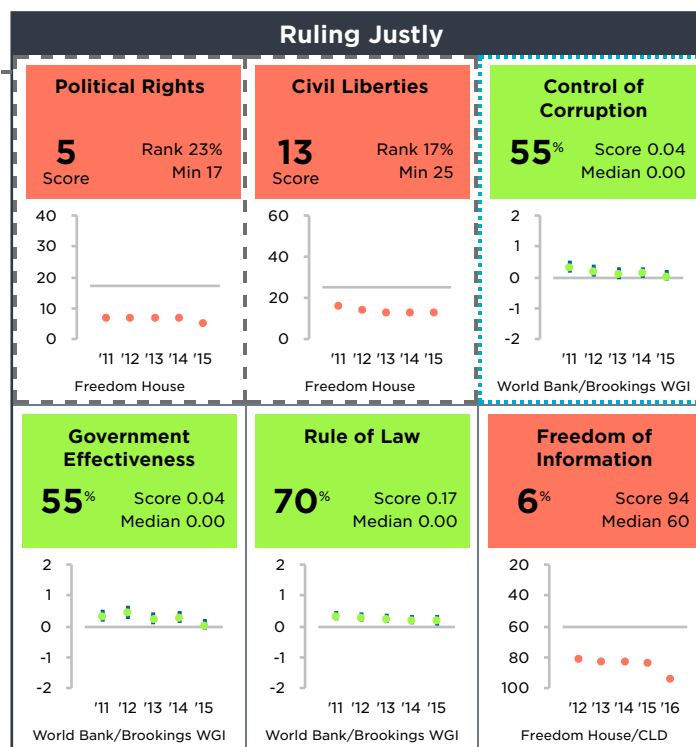 Ruling Justly
Political Rights
5
Score
Rank 23%
Min 17
40
30
20
10
0
'11 '12 '13 '14 '15
Freedom House
Civil Liberties
13
Score
Rank 17%
Min 25
60
40
20
0
'11 '12 '13 '14 '15
Freedom House
Control of
Corruption
55%
Score 0.04
Median 0.00
2
1
0
-1
-2
'11 '12 '13 '14 '15
World Bank/Brookings WGI
Government
Effectiveness
55%
Score 0.04
Median 0.00
2
1
0
-1
-2
'11 '12 '13 '14 '15
World Bank/Brookings WGI
Rule of Law
70%
Score 0.17
Median 0.00
2
1
0
-1
-2
'11 '12 '13 '14 '15
World Bank/Brookings WGI
Freedom of
Information
6%
Score 94
Median 60
20
40
60
80
100
'12 '13 '14 '15 '16
Freedom House/CLD